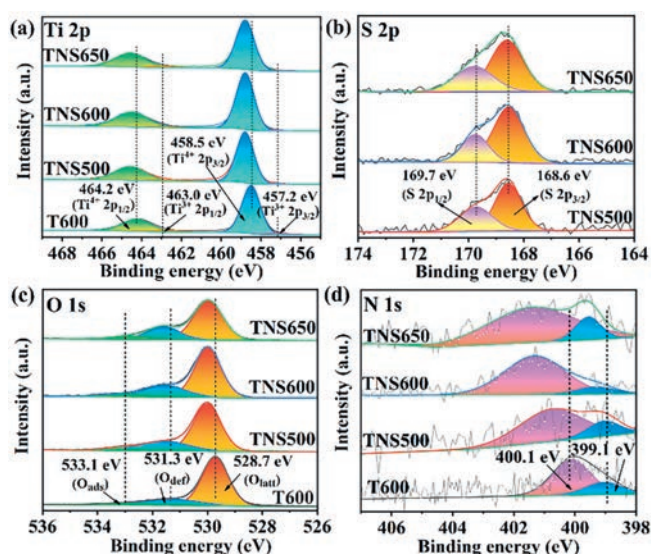 (a) Ti 2p
TNS650
TNS600
458.5 eV
(Ti⁴⁺ 2p₃/₂)
TNS500
464.2 eV
(Ti⁴⁺ 2p₁/₂)
463.0 eV
(Ti³⁺ 2p₁/₂)
457.2 eV
(Ti³⁺ 2p₃/₂)
T600
468 466 464 462 460 458 456
Binding energy (eV)
Intensity (a.u.)
(b) S 2p
TNS650
TNS600
169.7 eV
(S 2p₁/₂)
168.6 eV
(S 2p₃/₂)
TNS500
174 172 170 168 166 164
Binding energy (eV)
Intensity (a.u.)
(c) O 1s
TNS650
TNS600
TNS500
533.1 eV
(Oads)
531.3 eV
(Odef)
528.7 eV
(Olatt)
T600
536 534 532 530 528 526
Binding energy (eV)
Intensity (a.u.)
(d) N 1s
TNS650
TNS600
TNS500
400.1 eV
399.1 eV
T600
406 404 402 400 398
Binding energy (eV)
Intensity (a.u.)